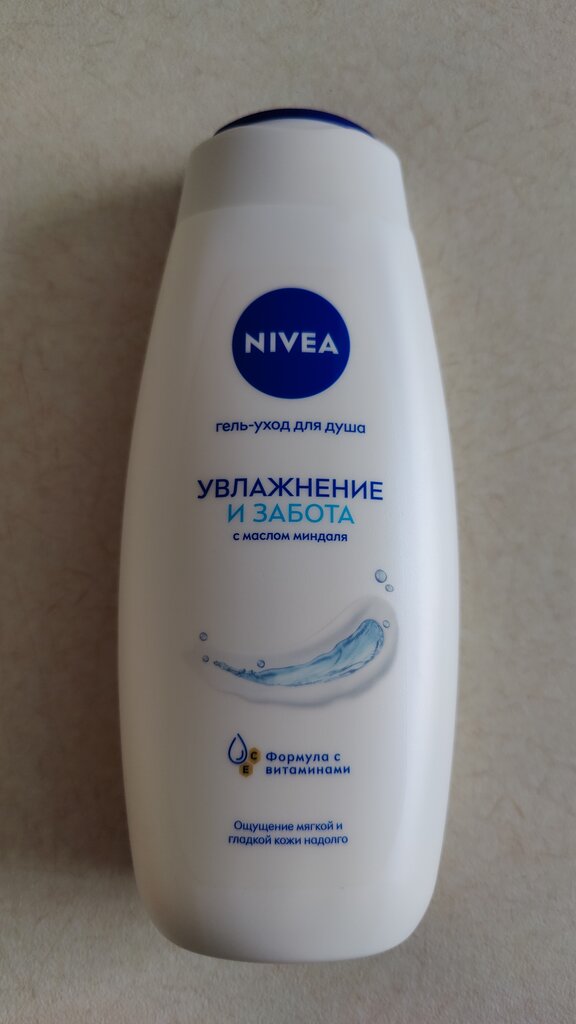 NIVEA
гель-уход для душа
УВЛАЖНЕНИЕ
И ЗАБОТА
с маслом миндаля
C
E
Формула с
витаминами
Ощущение мягкой и
гладкой кожи надолго